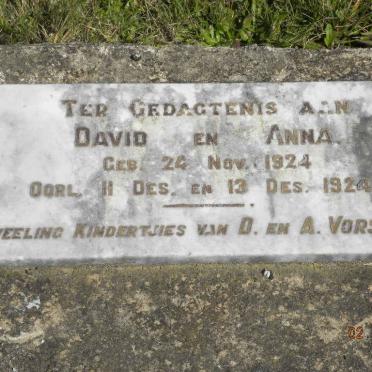 Ter Gedagtenis aan
David en Anna.
Geb. 24 Nov. 1924
Oorl. 11 Des. en 13 Des. 1924
Kindertjies van D. en A.
02